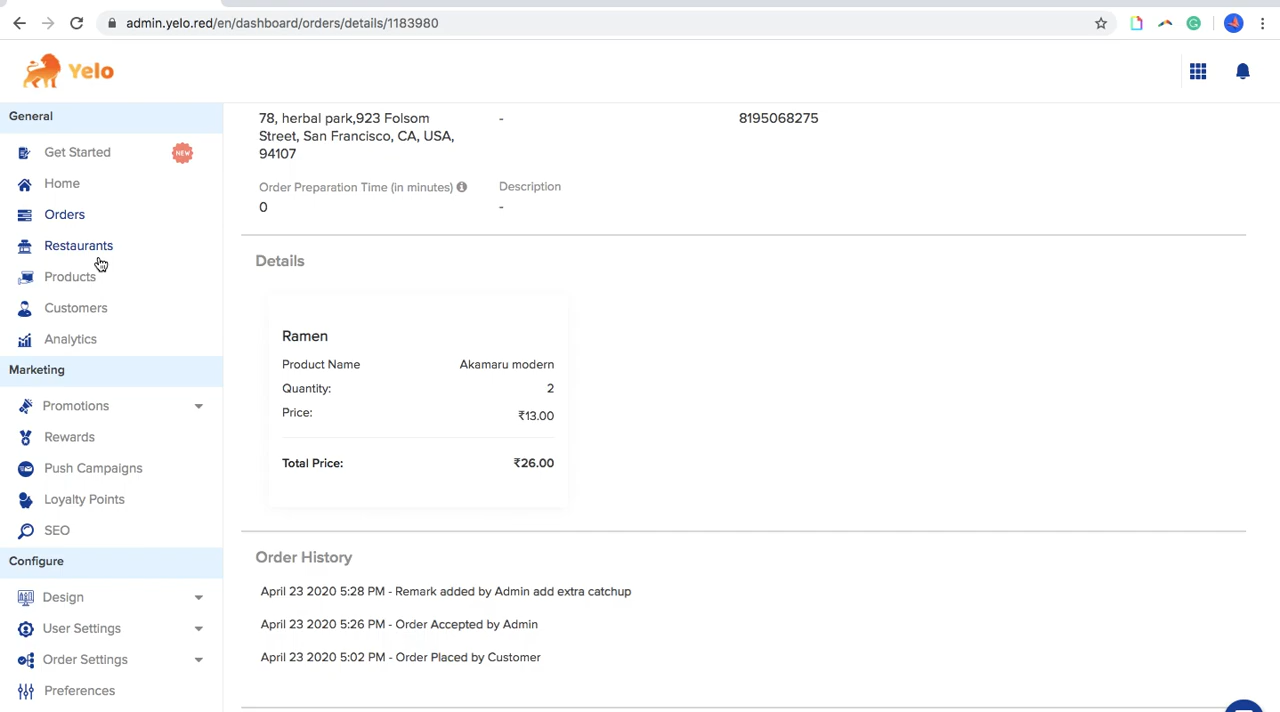 admin.yelo.red/en/dashboard/orders/details/1183980
Yelo
General
Get Started
NEW
Home
Orders
Restaurants
Products
Customers
Analytics
Marketing
Promotions
Rewards
Push Campaigns
Loyalty Points
SEO
Configure
Design
User Settings
Order Settings
Preferences
78, herbal park,923 Folsom
Street, San Francisco, CA, USA,
94107
-
8195068275
Order Preparation Time (in minutes)
Description
0
-
Details
Ramen
Product Name Akamaru modern
Quantity: 2
Price: ₹13.00
Total Price: ₹26.00
Order History
April 23 2020 5:28 PM - Remark added by Admin add extra catchup
April 23 2020 5:26 PM - Order Accepted by Admin
April 23 2020 5:02 PM - Order Placed by Customer